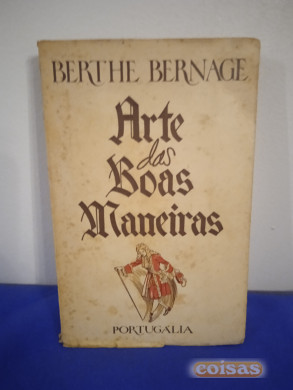 BERTHE BERNAGE
Arte
das
Boas
Maneiras
PORTUGÁLIA
coisas